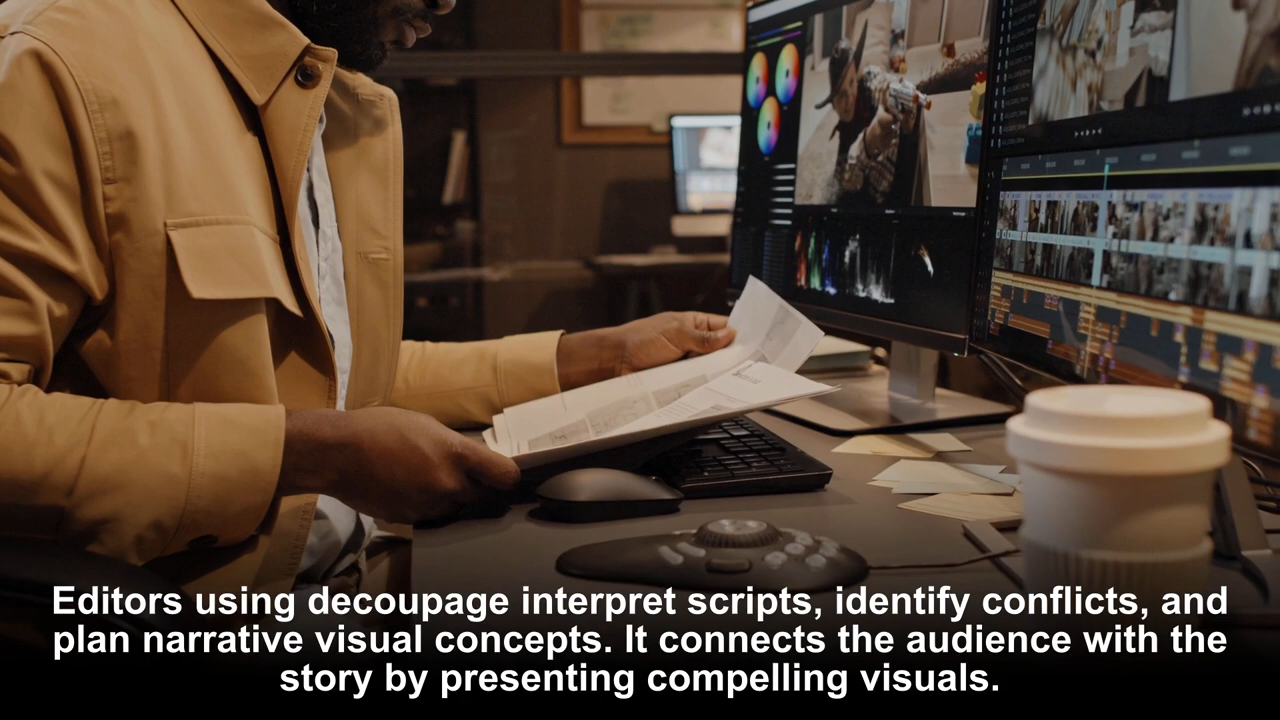 Editors using decoupage interpret scripts, identify conflicts, and
plan narrative visual concepts. It connects the audience with the
story by presenting compelling visuals.